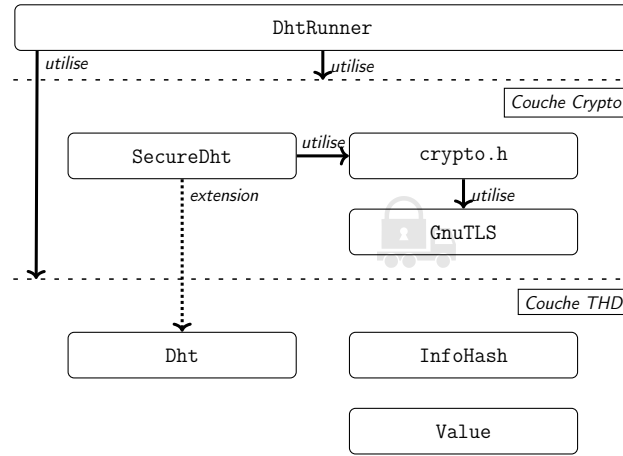 DhtRunner
utilise
utilise
Couche Crypto
SecureDht
utilise
crypto.h
extension
utilise
GnuTLS
Couche THD
Dht
InfoHash
Value